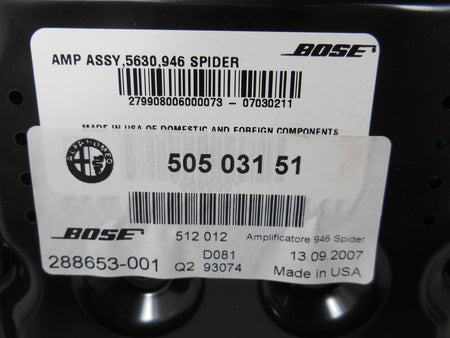 BOSE
AMP ASSY,5630,946 SPIDER
279908006000073 - 07030211
MADE IN USA OF DOMESTIC AND FOREIGN COMPONENTS
505 031 51
BOSE 512 012 Amplificatore 946 Spider
288653-001 D081 13.09.2007
Q2 93074 Made in USA